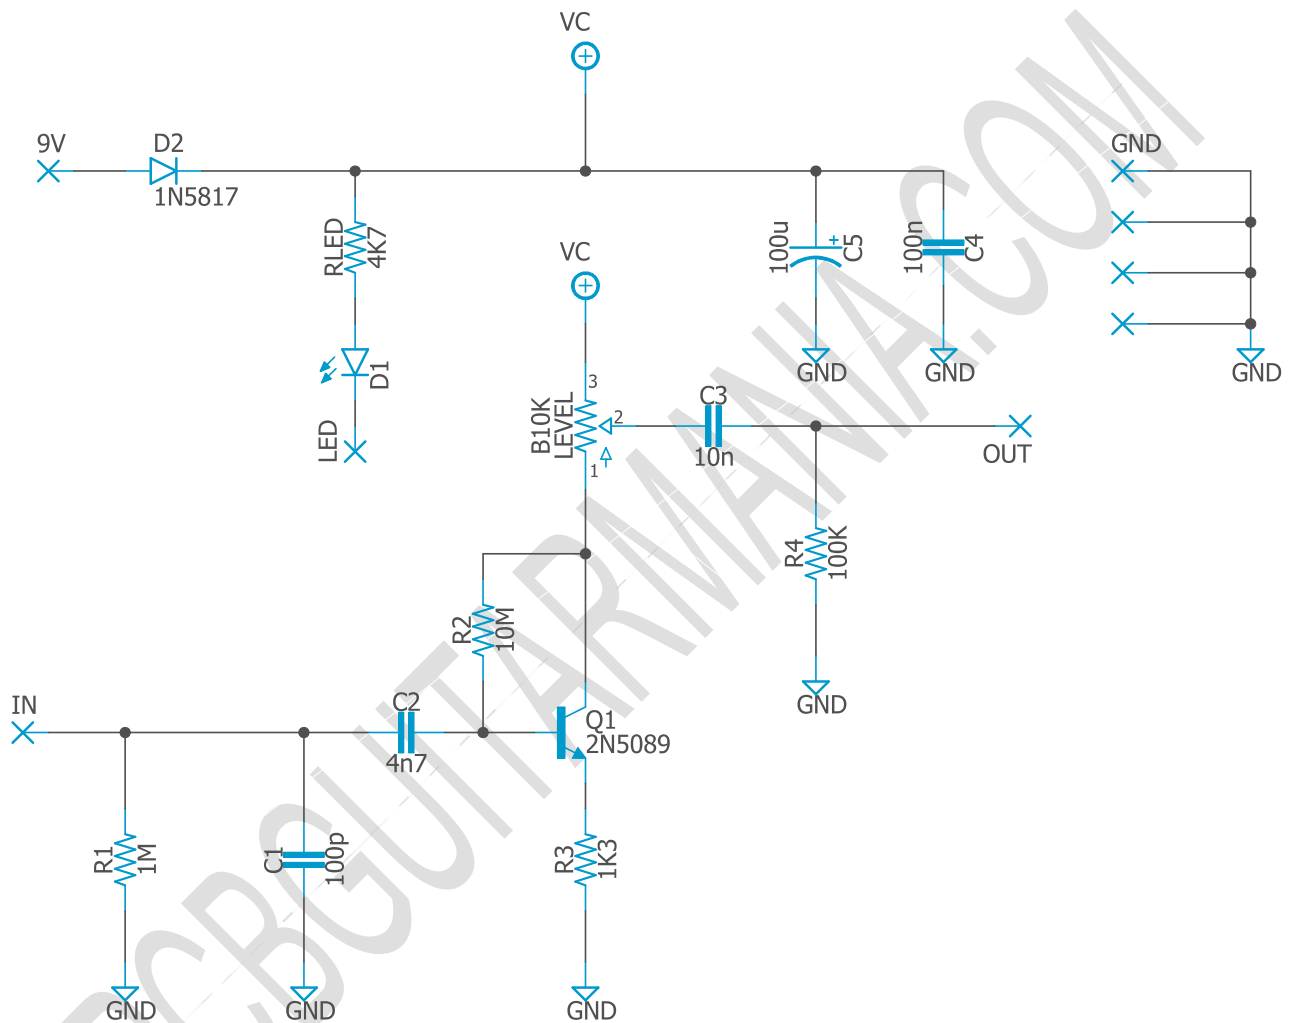 VC
9V
D2
1N5817
GND
RLED
4K7
VC
100u
+
C5
100n
C4
D1
GND
GND
GND
LED
3
B10K
LEVEL
2
1
C3
10n
OUT
R4
100K
R2
10M
GND
IN
C2
4n7
Q1
2N5089
R1
1M
C1
100p
R3
1K3
GND
GND
GND
PCBGUITARMANIA.COM